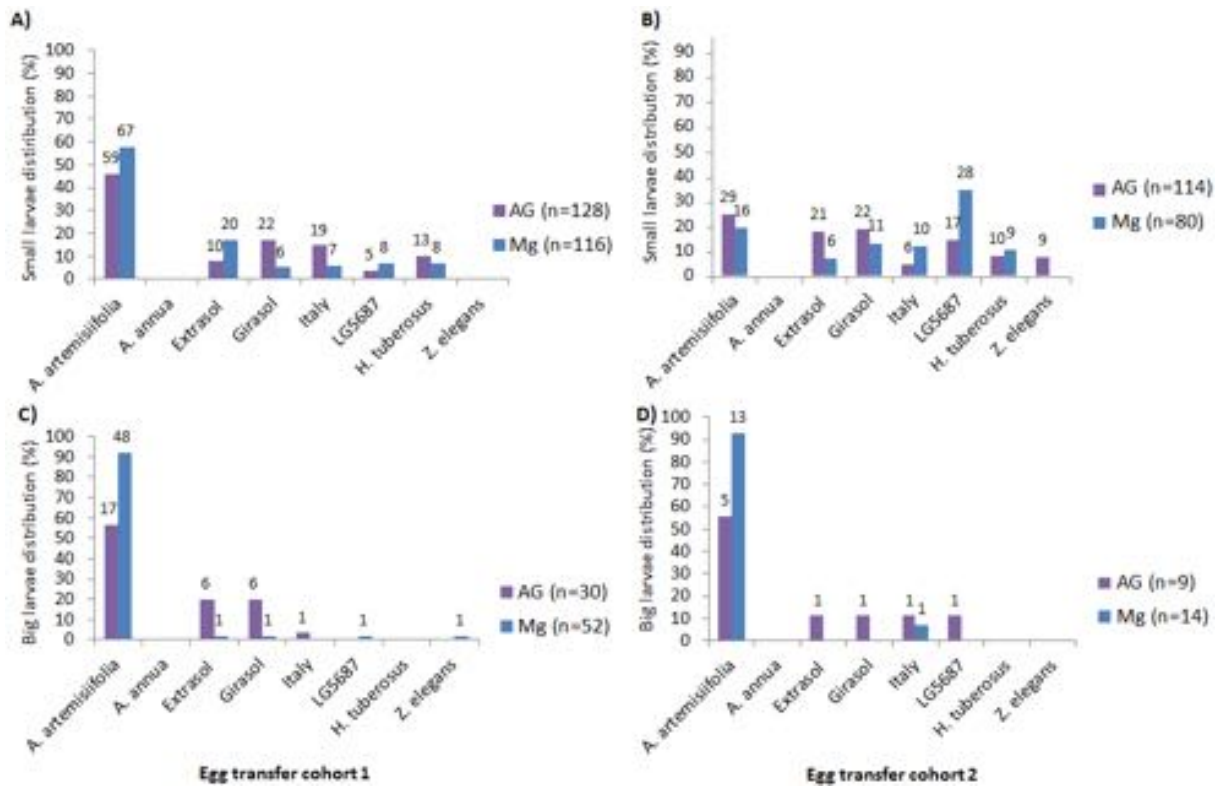 A)
Small larvae distiribution (%)
100
90
80
70
60
50
40
30
20
10
0
59
67
10
20
22
6
19
7
5
8
13
8
A. artemisiifolia
A. annua
Extrasol
Girasol
Italy
LG5687
H. tuberosus
Z. elegans
AG (n=128)
Mg (n=116)
B)
Small larvae distribution (%)
90
80
70
60
50
40
30
20
10
0
29
16
21
6
22
11
6
10
17
28
10
9
9
A. artemisiifolia
A. annua
Extrasol
Girasol
Italy
LG5687
H. tuberosus
Z. elegans
AG (n=114)
Mg (n=80)
C)
Big larvae distribution (%)
100
90
80
70
60
50
40
30
20
10
0
17
48
6
1
6
1
1
1
1
A. artemisiifolia
A. annua
Extrasol
Girasol
Italy
LG5687
H. tuberosus
Z. elegans
AG (n=30)
Mg (n=52)
Egg transfer cohort 1
D)
Big larvae distribution (%)
100
90
80
70
60
50
40
30
20
10
0
5
13
1
1
1
1
1
A. artemisiifolia
A. annua
Extrasol
Girasol
Italy
LG5687
H. tuberosus
Z. elegans
AG (n=9)
Mg (n=14)
Egg transfer cohort 2